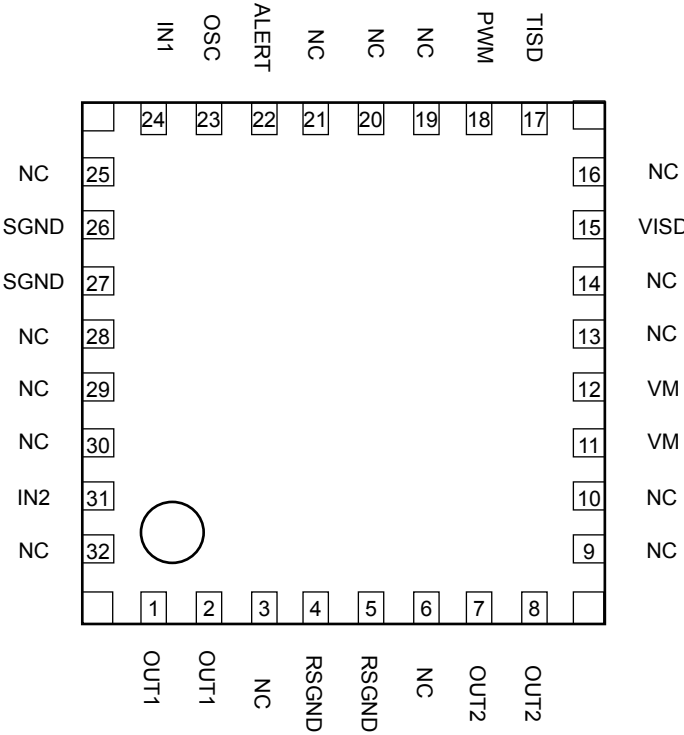 IN1 OSC ALERT NC NC NC PWM TISD
24 23 22 21 20 19 18 17
NC 25 16 NC
SGND 26 15 VISD
SGND 27 14 NC
NC 28 13 NC
NC 29 12 VM
NC 30 11 VM
IN2 31 10 NC
NC 32 9 NC
1 2 3 4 5 6 7 8
OUT1 OUT1 NC RSGND RSGND NC OUT2 OUT2